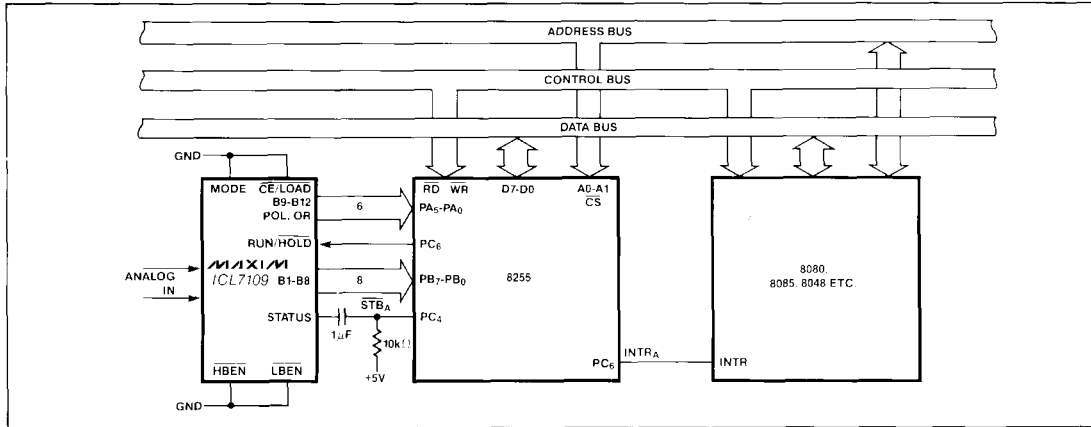 ADDRESS BUS
CONTROL BUS
DATA BUS
GND
MODE CE/LOAD
B9-B12
POL, OR
6
RUN/HOLD
MAXIM
ICL7109
B1-B8
8
ANALOG
IN
STATUS
1µF
STBA
10kΩ
+5V
HBEN LBEN
GND
RD WR D7-D0 A0-A1
CS
PA5-PA0
PC6
PB7-PB0
8255
PC4
PC6
INTRA
INTR
8080,
8085, 8048 ETC.